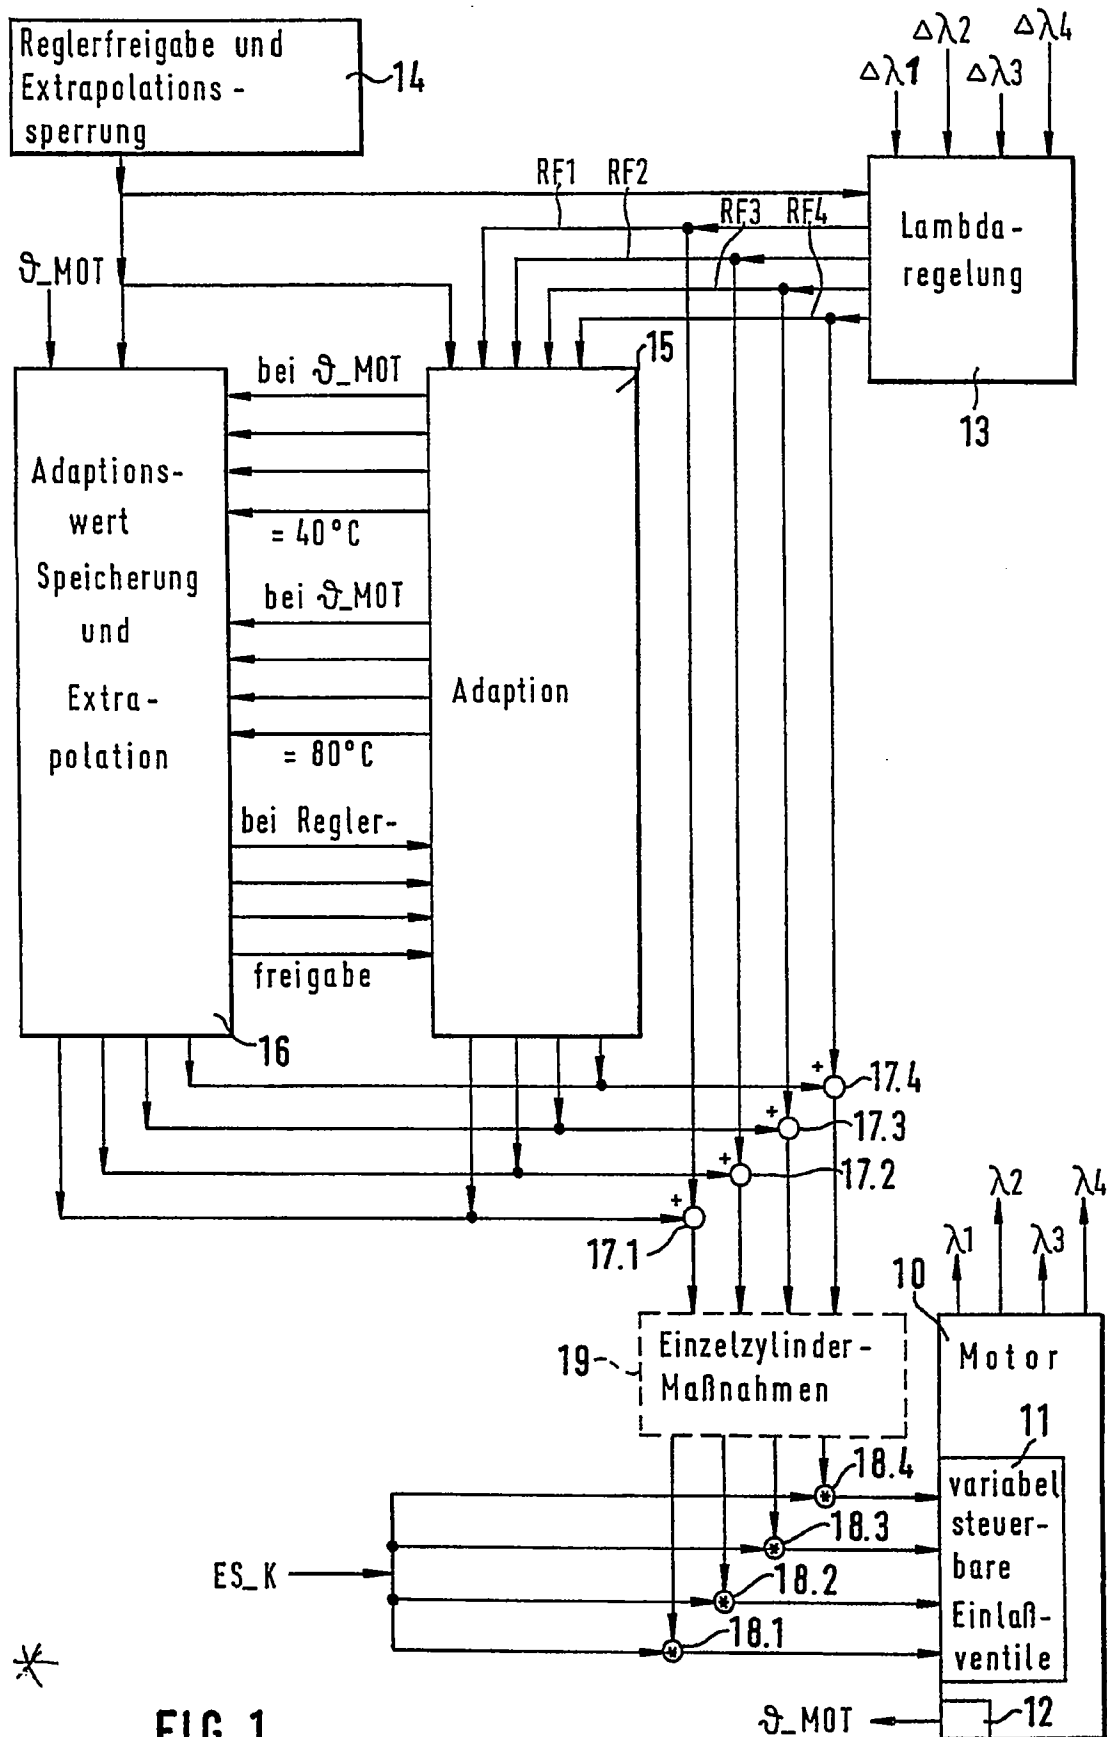 Reglerfreigabe und
Extrapolations-
sperrung
14
Δλ1
Δλ2
Δλ3
Δλ4
RF1
RF2
RF3
RF4
Lambda-
regelung
13
ϑ_MOT
15
bei ϑ_MOT
= 40°C
bei ϑ_MOT
= 80°C
bei Regler-
freigabe
Adaptions-
wert
Speicherung
und
Extra-
polation
16
Adaption
+
17.4
+
17.3
+
17.2
+
17.1
λ1
λ2
λ3
λ4
10
Motor
19
Einzelzylinder-
Maßnahmen
11
variabel
steuer-
bare
Einlaß-
ventile
*
18.4
*
18.3
*
18.2
*
18.1
ES_K
ϑ_MOT
12
FIG. 1